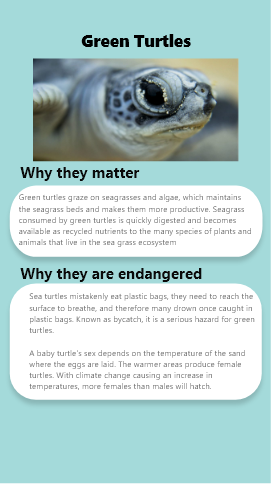 Green Turtles
Why they matter
Green turtles graze on seagrasses and algae, which maintains
the seagrass beds and makes them more productive. Seagrass
consumed by green turtles is quickly digested and becomes
available as recycled nutrients to the many species of plants and
animals that live in the sea grass ecosystem
Why they are endangered
Sea turtles mistakenly eat plastic bags, they need to reach the
surface to breathe, and therefore many drown once caught in
plastic bags. Known as bycatch, it is a serious hazard for green
turtles.
A baby turtle's sex depends on the temperature of the sand
where the eggs are laid. The warmer areas produce female
turtles. With climate change causing an increase in
temperatures, more females than males will hatch.